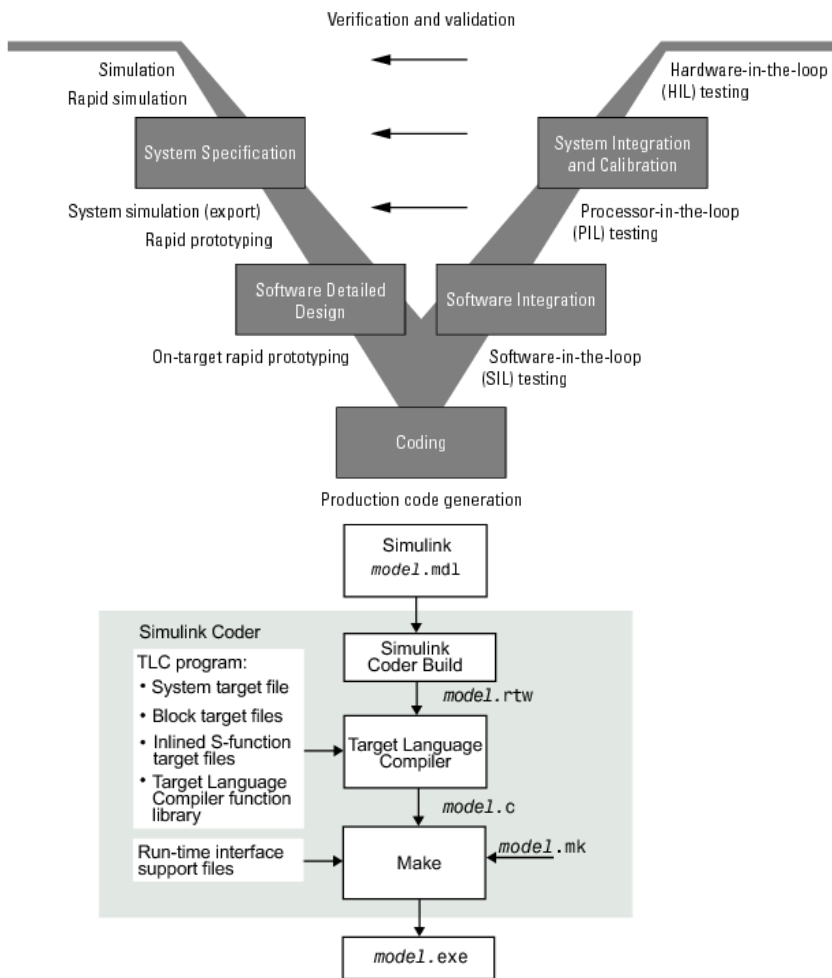 Verification and validation
Simulation
Rapid simulation
Hardware-in-the-loop
(HIL) testing
System Specification
System Integration
and Calibration
System simulation (export)
Rapid prototyping
Processor-in-the-loop
(PIL) testing
Software Detailed
Design
Software Integration
On-target rapid prototyping
Software-in-the-loop
(SIL) testing
Coding
Production code generation
Simulink
model.mdl
Simulink Coder
Simulink
Coder Build
model.rtw
TLC program:
• System target file
• Block target files
• Inlined S-function
target files
• Target Language
Compiler function
library
Target Language
Compiler
model.c
Run-time interface
support files
Make
model.mk
model.exe